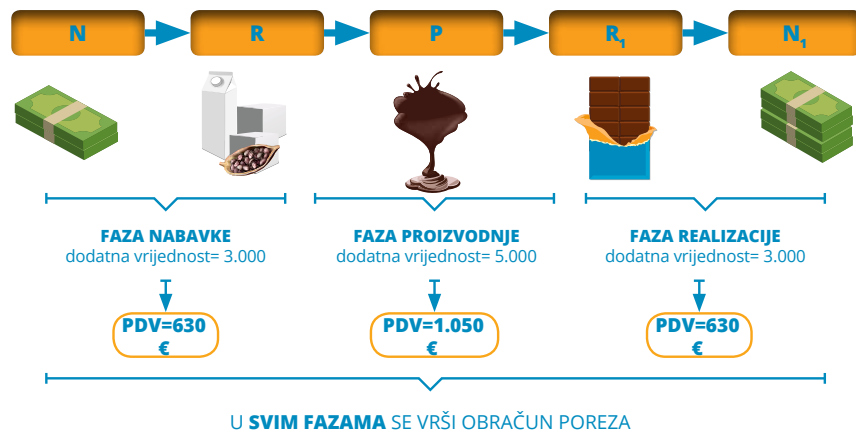 N R P R₁ N₁
FAZA NABAVKE
dodatna vrijednost= 3.000
FAZA PROIZVODNJE
dodatna vrijednost= 5.000
FAZA REALIZACIJE
dodatna vrijednost= 3.000
PDV=630
€
PDV=1.050
€
PDV=630
€
U SVIM FAZAMA SE VRŠI OBRAČUN POREZA